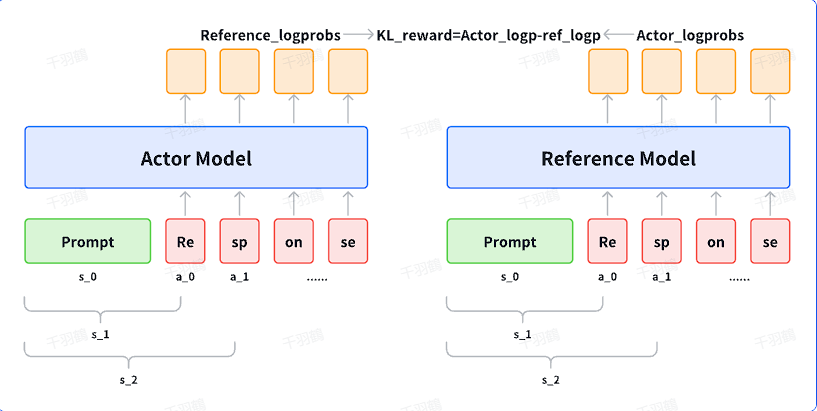 Reference_logprobs KL_reward=Actor_logp-ref_logp Actor_logprobs
Actor Model
Reference Model
Prompt Re sp on se
Prompt Re sp on se
s_0 a_0 a_1 ......
s_0 a_0 a_1 ......
s_1
s_1
s_2
s_2
千羽鹤